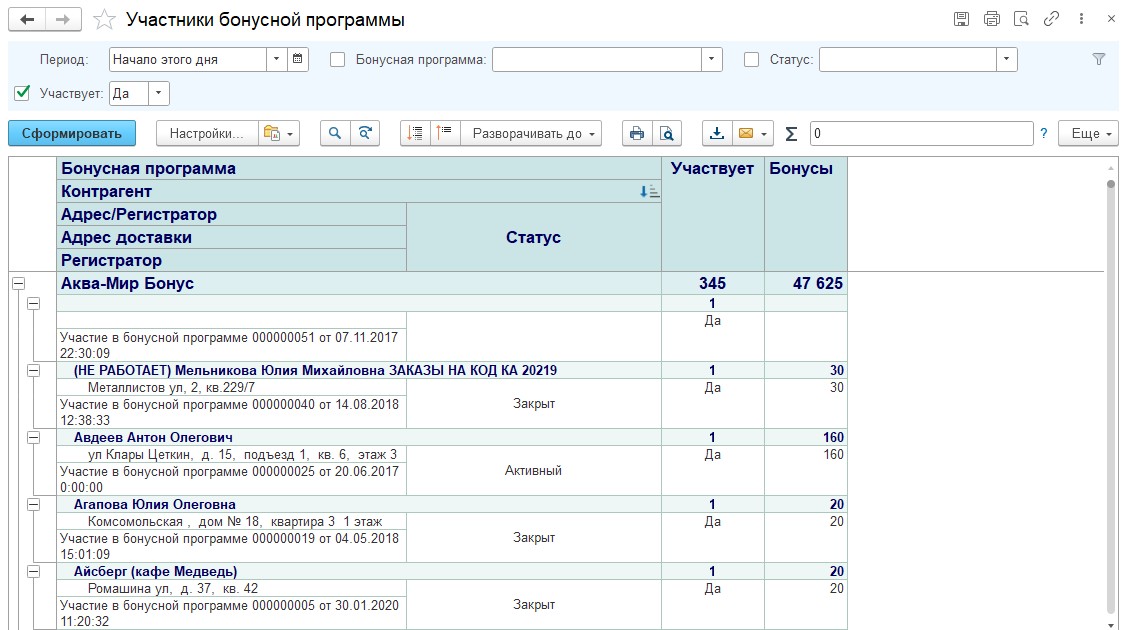 Участники бонусной программы
Период: Начало этого дня Бонусная программа: Статус:
Участвует: Да
Сформировать Настройки... Разворачивать до Σ 0 ? Еще
Бонусная программа Участвует Бонусы
Контрагент
Адрес/Регистратор
Адрес доставки Статус
Регистратор
Аква-Мир Бонус 345 47 625
1
Да
Участие в бонусной программе 000000051 от 07.11.2017
22:30:09
(НЕ РАБОТАЕТ) Мельникова Юлия Михайловна ЗАКАЗЫ НА КОД КА 20219 1 30
Металлистов ул, 2, кв.229/7 Да 30
Участие в бонусной программе 000000040 от 14.08.2018 Закрыт
12:38:33
Авдеев Антон Олегович 1 160
ул Клары Цеткин, д. 15, подъезд 1, кв. 6, этаж 3 Да 160
Участие в бонусной программе 000000025 от 20.06.2017 Активный
0:00:00
Агапова Юлия Олеговна 1 20
Комсомольская , дом № 18, квартира 3 1 этаж Да 20
Участие в бонусной программе 000000019 от 04.05.2018 Закрыт
15:01:09
Айсберг (кафе Медведь) 1 20
Ромашина ул, д. 37, кв. 42 Да 20
Участие в бонусной программе 000000005 от 30.01.2020 Закрыт
11:20:32